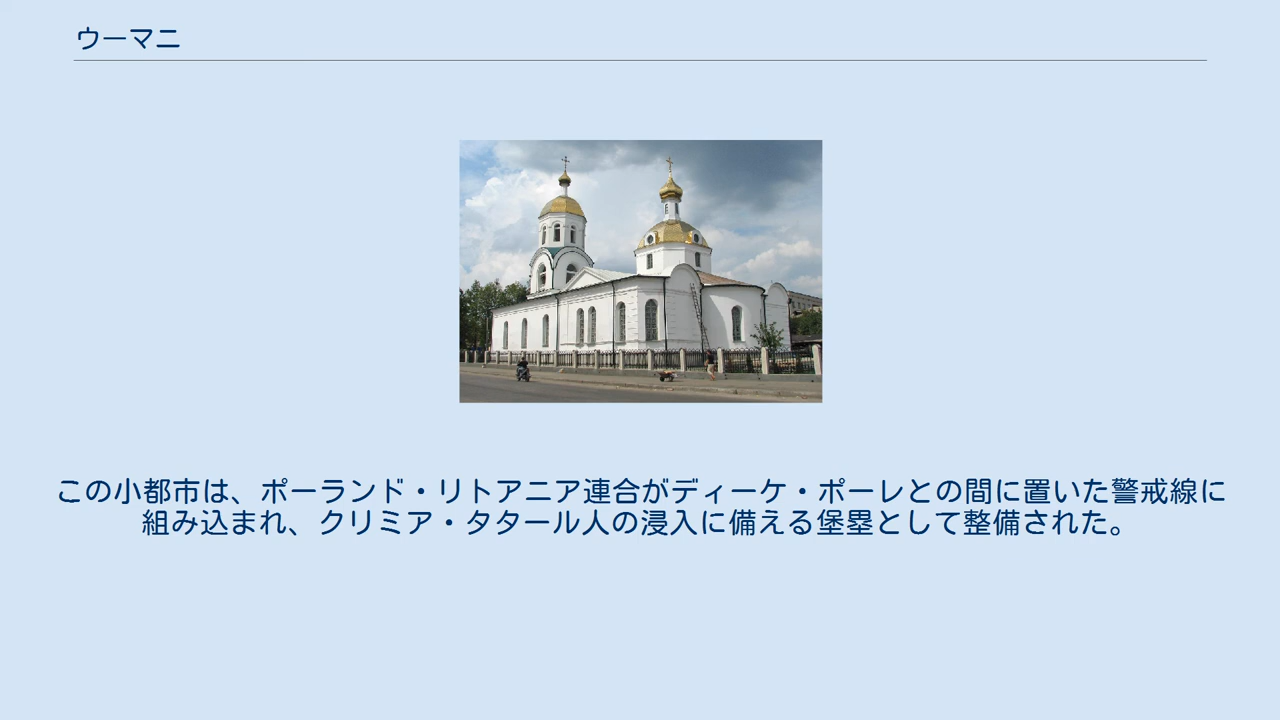 ウーマニ
この小都市は、ポーランド・リトアニア連合がディーケ・ポーレとの間に置いた警戒線に
組み込まれ、クリミア・タタール人の浸入に備える堡塁として整備された。